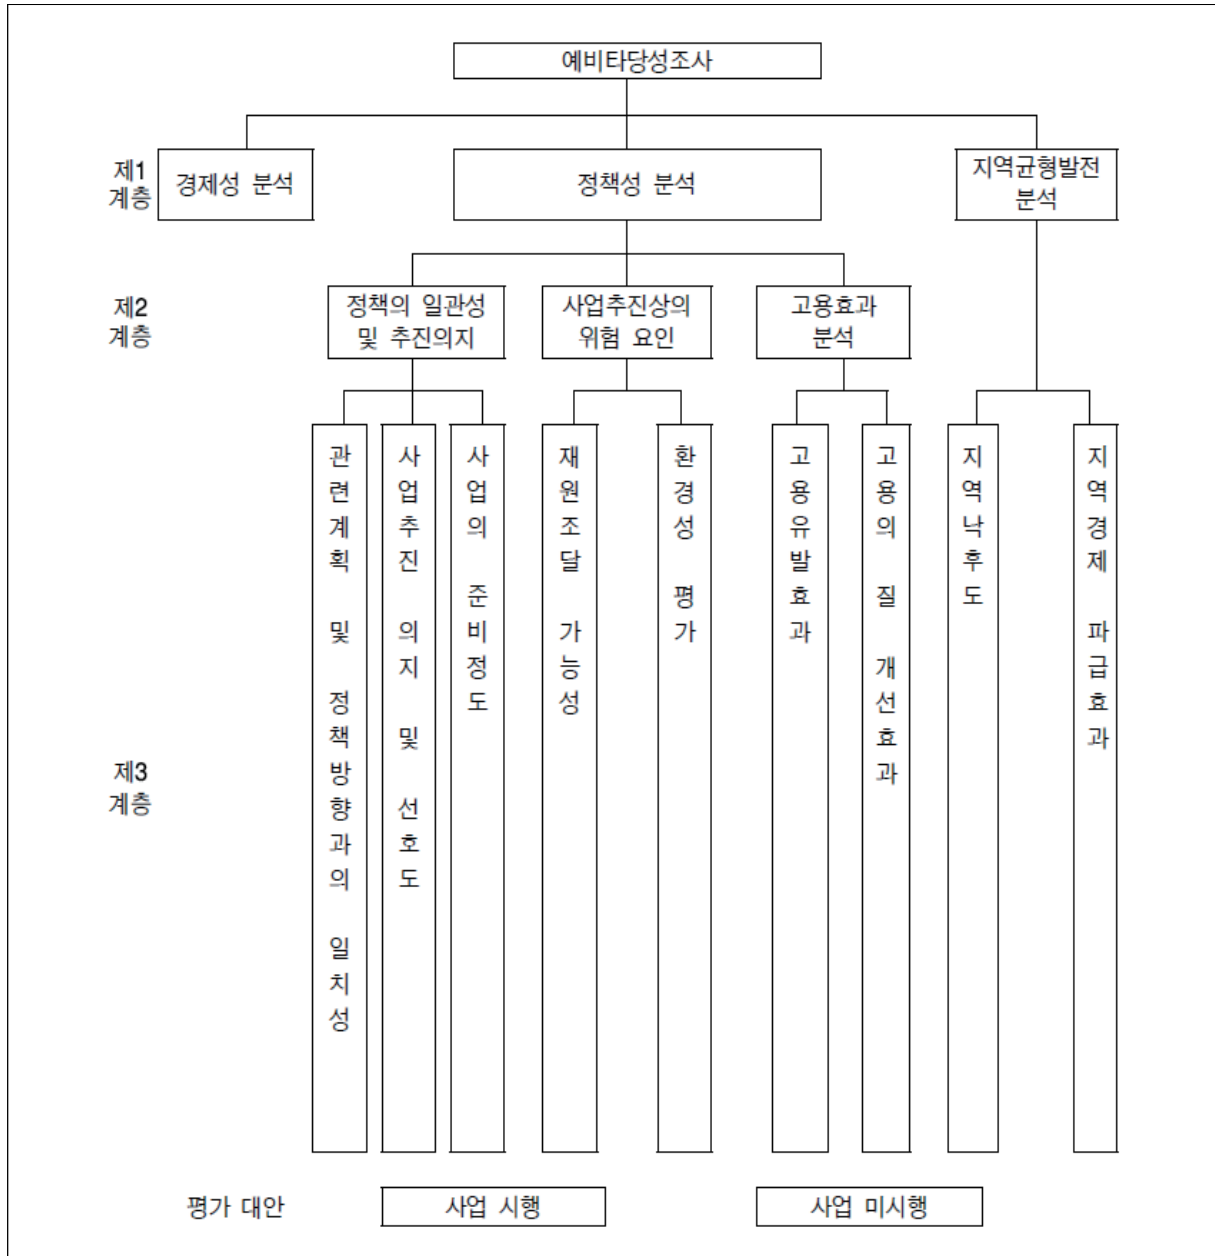 예비타당성조사
제1
계층
경제성 분석
정책성 분석
지역균형발전
분석
제2
계층
정책의 일관성
및 추진의지
사업추진상의
위험 요인
고용효과
분석
제3
계층
관련계획 및 정책방향과의 일치성
사업추진 의지 및 선호도
사업의 준비정도
재원조달 가능성
환경성 평가
고용유발효과
고용의 질 개선효과
지역낙후도
지역경제 파급효과
평가 대안
사업 시행
사업 미시행